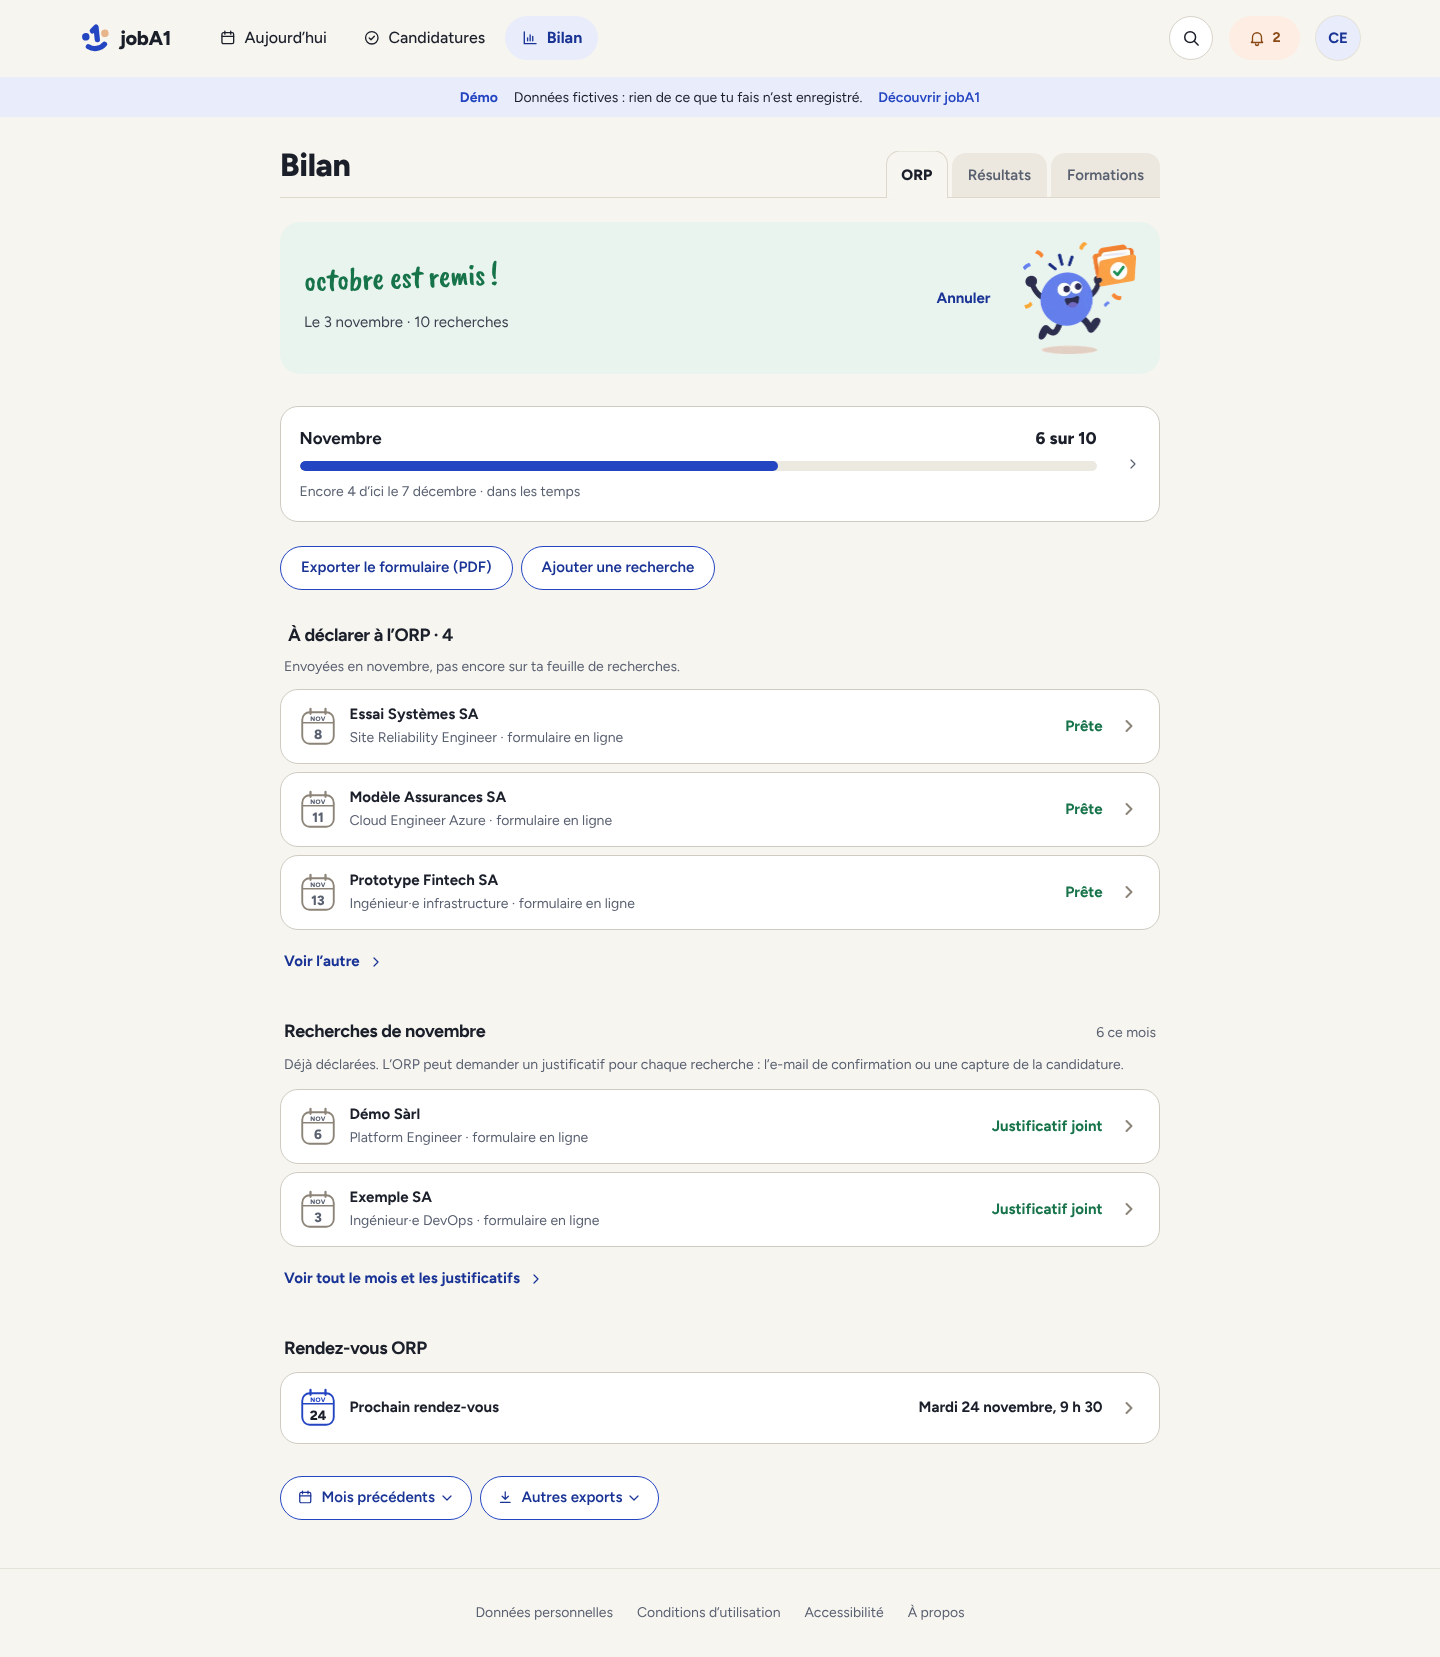 jobA1
Aujourd’hui
Candidatures
Bilan
2
CE
Démo Données fictives : rien de ce que tu fais n’est enregistré. Découvrir jobA1
Bilan
ORP
Résultats
Formations
octobre est remis !
Le 3 novembre · 10 recherches
Annuler
Novembre
6 sur 10
Encore 4 d’ici le 7 décembre · dans les temps
Exporter le formulaire (PDF)
Ajouter une recherche
À déclarer à l’ORP · 4
Envoyées en novembre, pas encore sur ta feuille de recherches.
NOV
8
Essai Systèmes SA
Site Reliability Engineer · formulaire en ligne
Prête
NOV
11
Modèle Assurances SA
Cloud Engineer Azure · formulaire en ligne
Prête
NOV
13
Prototype Fintech SA
Ingénieur·e infrastructure · formulaire en ligne
Prête
Voir l’autre
Recherches de novembre
6 ce mois
Déjà déclarées. L’ORP peut demander un justificatif pour chaque recherche : l’e-mail de confirmation ou une capture de la candidature.
NOV
6
Démo Sàrl
Platform Engineer · formulaire en ligne
Justificatif joint
NOV
3
Exemple SA
Ingénieur·e DevOps · formulaire en ligne
Justificatif joint
Voir tout le mois et les justificatifs
Rendez-vous ORP
NOV
24
Prochain rendez-vous
Mardi 24 novembre, 9 h 30
Mois précédents
Autres exports
Données personnelles
Conditions d’utilisation
Accessibilité
À propos